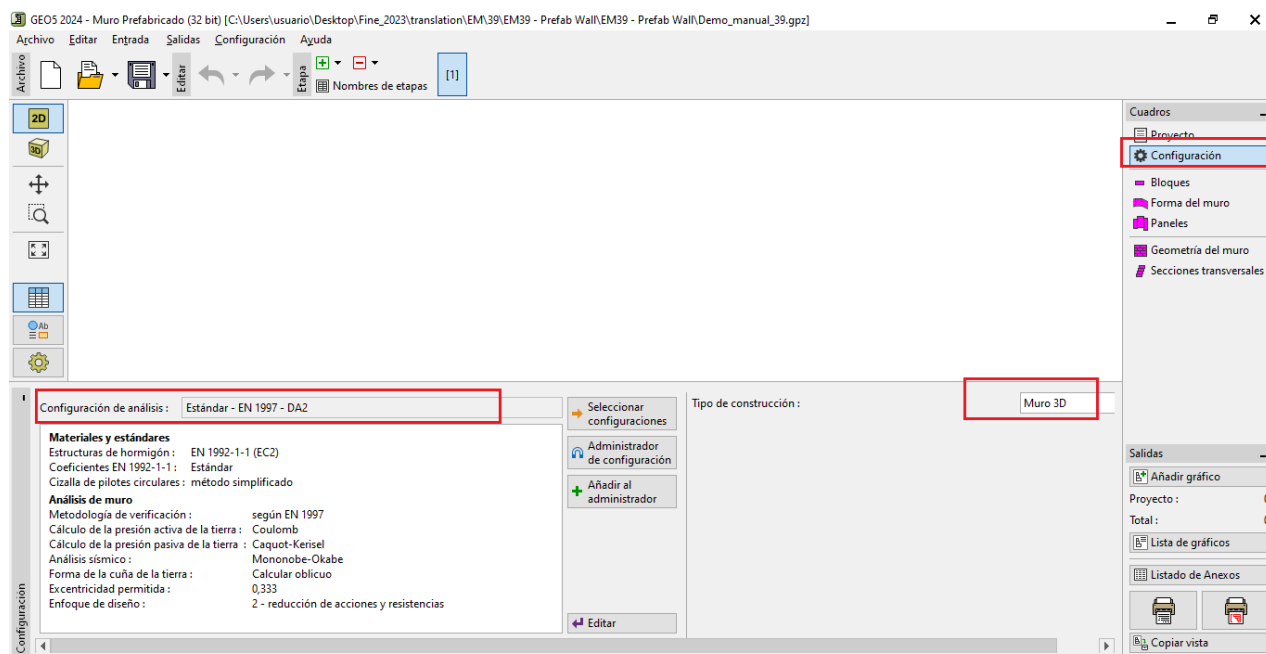 GEO5 2024 - Muro Prefabricado (32 bit) [C:\Users\usuario\Desktop\Fine_2023\translation\EM\39\EM39 - Prefab Wall\EM39 - Prefab Wall\Demo_manual_39.gpz]
Archivo Editar Entrada Salidas Configuración Ayuda
Archivo
Editar
Etapa
Nombres de etapas
[1]
2D
3D
Cuadros
Proyecto
Configuración
Bloques
Forma del muro
Paneles
Geometría del muro
Secciones transversales
Configuración
Configuración de análisis : Estándar - EN 1997 - DA2
Materiales y estándares
Estructuras de hormigón : EN 1992-1-1 (EC2)
Coeficientes EN 1992-1-1 : Estándar
Cizalla de pilotes circulares : método simplificado
Análisis de muro
Metodología de verificación : según EN 1997
Cálculo de la presión activa de la tierra : Coulomb
Cálculo de la presión pasiva de la tierra : Caquot-Kerisel
Análisis sísmico : Mononobe-Okabe
Forma de la cuña de la tierra : Calcular oblicuo
Excentricidad permitida : 0,333
Enfoque de diseño : 2 - reducción de acciones y resistencias
Seleccionar
configuraciones
Administrador
de configuración
Añadir al
administrador
Editar
Tipo de construcción : Muro 3D
Salidas
Añadir gráfico
Proyecto :
Total :
Lista de gráficos
Listado de Anexos
Copiar vista